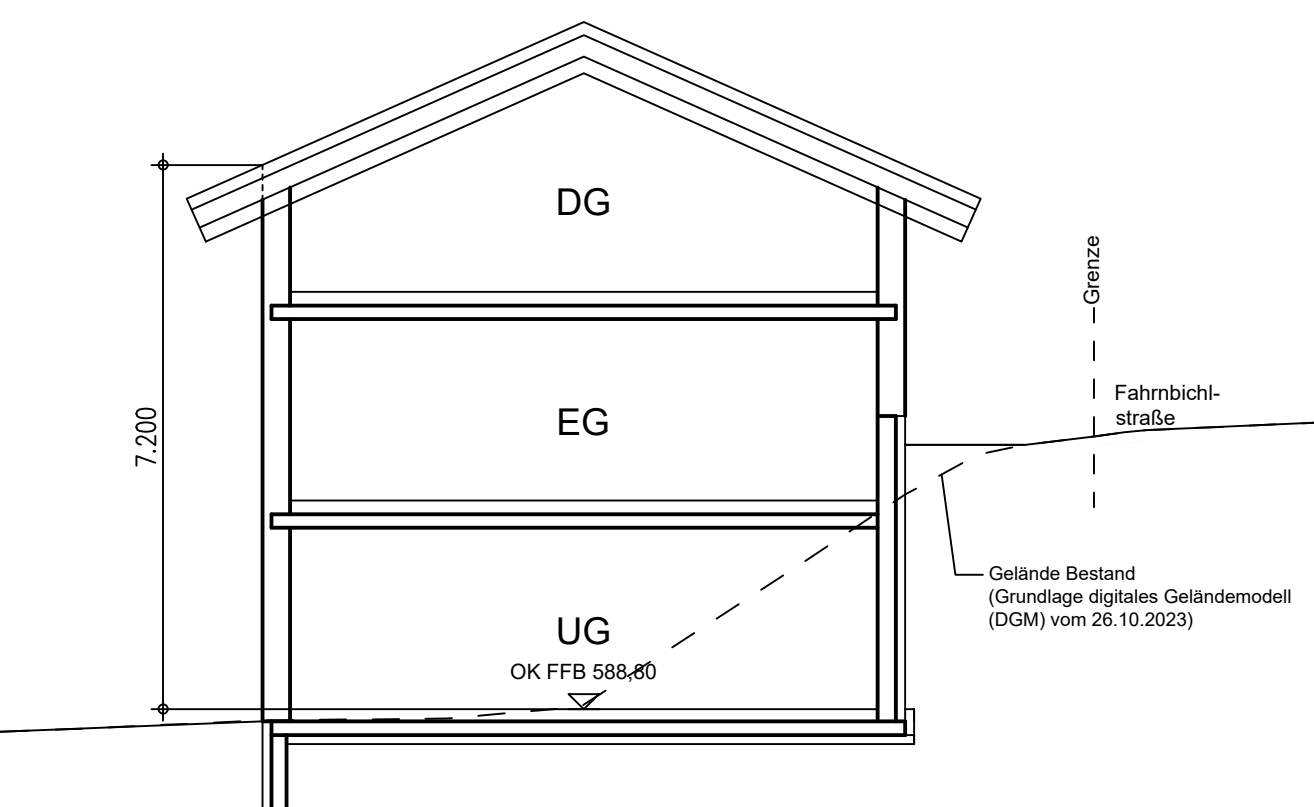 DG
Grenze
Fahrnbichl-
straße
7.200
EG
Gelände Bestand
(Grundlage digitales Geländemodell
(DGM) vom 26.10.2023)
UG
OK FFB 588,80